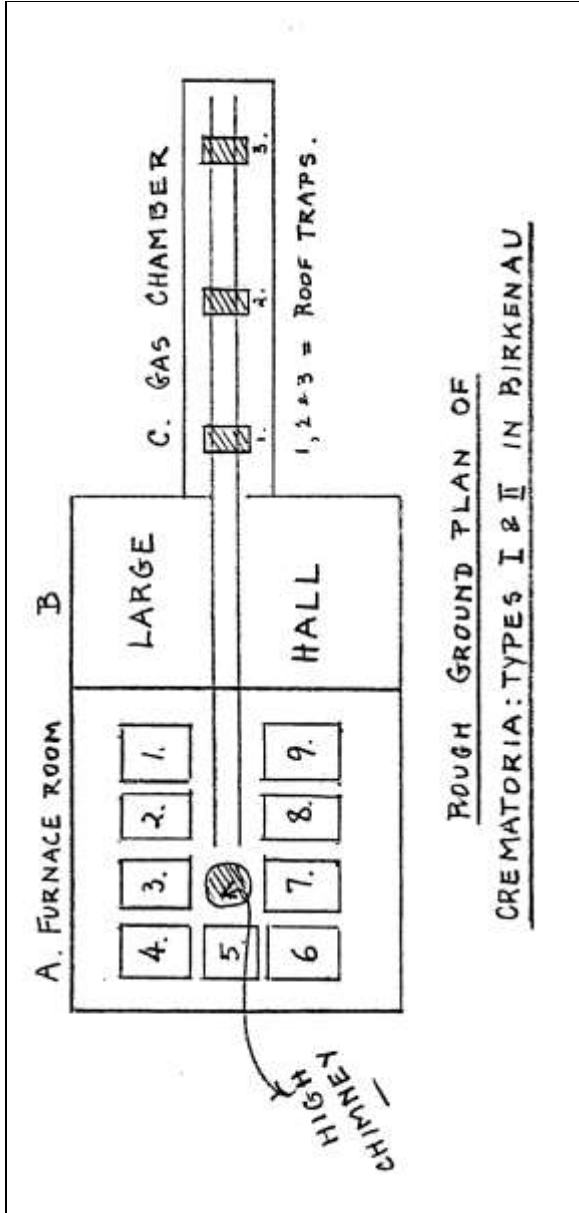 A. FURNACE ROOM
B
C. GAS CHAMBER
4.
3.
2.
1.
LARGE
5.
HALL
6
7.
8.
9.
1.
2.
3.
1, 2 & 3 = ROOF TRAPS.
HIGH
CHIMNEY
ROUGH GROUND PLAN OF
CREMATORIA: TYPES I & II IN BIRKENAU